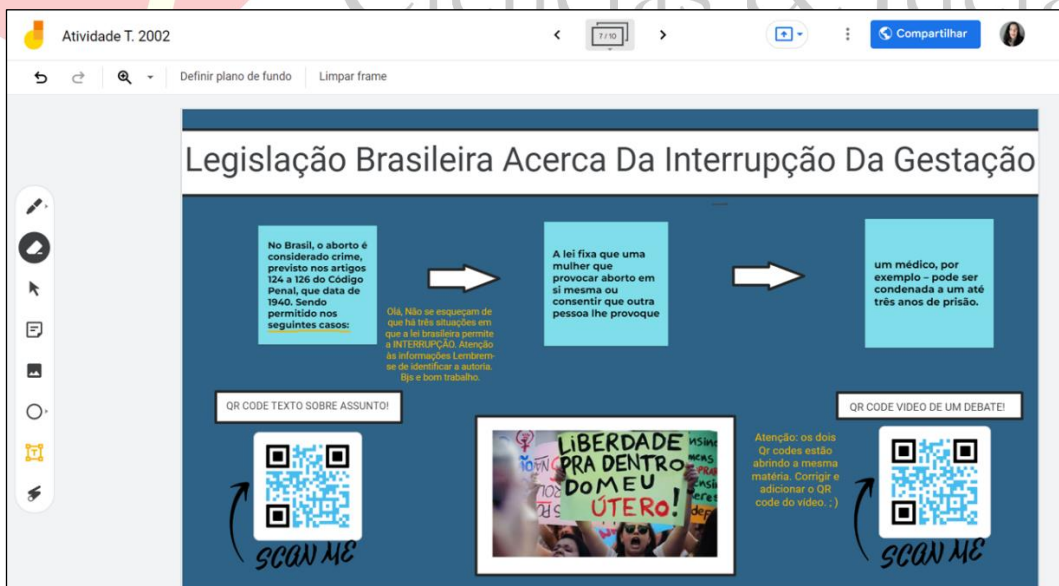 Ciências & Ideias
Atividade T. 2002
7/10
Compartilhar
Definir plano de fundo
Limpar frame
Legislação Brasileira Acerca Da Interrupção Da Gestação
No Brasil, o aborto é
considerado crime,
previsto nos artigos
124 a 126 do Código
Penal, que data de
1940. Sendo
permitido nos
seguintes casos:
Olá, Não se esqueçam de
que há três situações em
que a lei brasileira permite
a INTERRUPÇÃO. Atenção
às informações Lembrem-
se de identificar a autoria.
Bjs e bom trabalho.
A lei fixa que uma
mulher que
provocar aborto em
si mesma ou
consentir que outra
pessoa lhe provoque
um médico, por
exemplo – pode ser
condenada a um até
três anos de prisão.
QR CODE TEXTO SOBRE ASSUNTO!
SCAN ME
LiBERDADE
PRA DENTRO
DO MEU
ÚTERO!
QR CODE VIDEO DE UM DEBATE!
Atenção: os dois
Qr codes estão
abrindo a mesma
matéria. Corrigir e
adicionar o QR
code do vídeo. ; )
SCAN ME